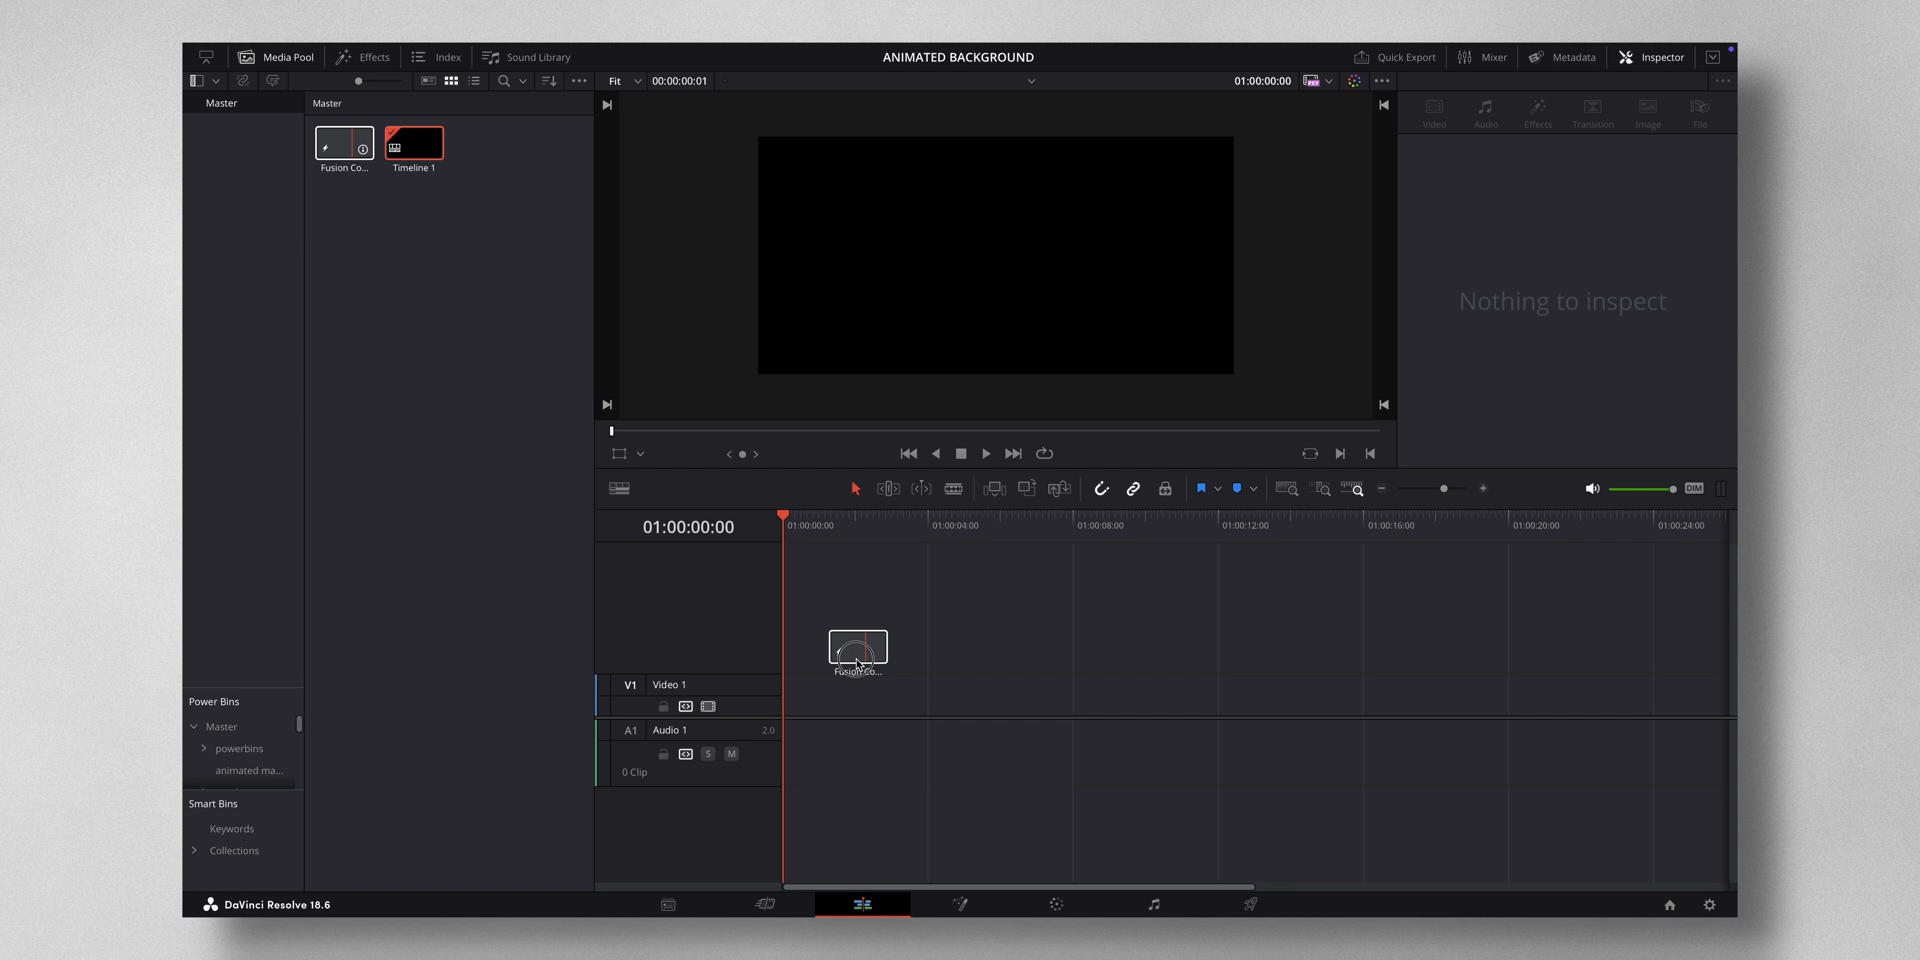 Media Pool
Effects
Index
Sound Library
ANIMATED BACKGROUND
Quick Export
Mixer
Metadata
Inspector
Fit
00:00:00:01
01:00:00:00
Master
Master
Video
Audio
Effects
Transition
Image
File
Fusion Co...
Timeline 1
Nothing to inspect
DIM
01:00:00:00
01:00:00:00
01:00:04:00
01:00:08:00
01:00:12:00
01:00:16:00
01:00:20:00
01:00:24:00
Fusion Co...
V1 Video 1
A1 Audio 1 2.0
S M
0 Clip
Power Bins
Master
powerbins
animated ma...
Smart Bins
Keywords
Collections
DaVinci Resolve 18.6